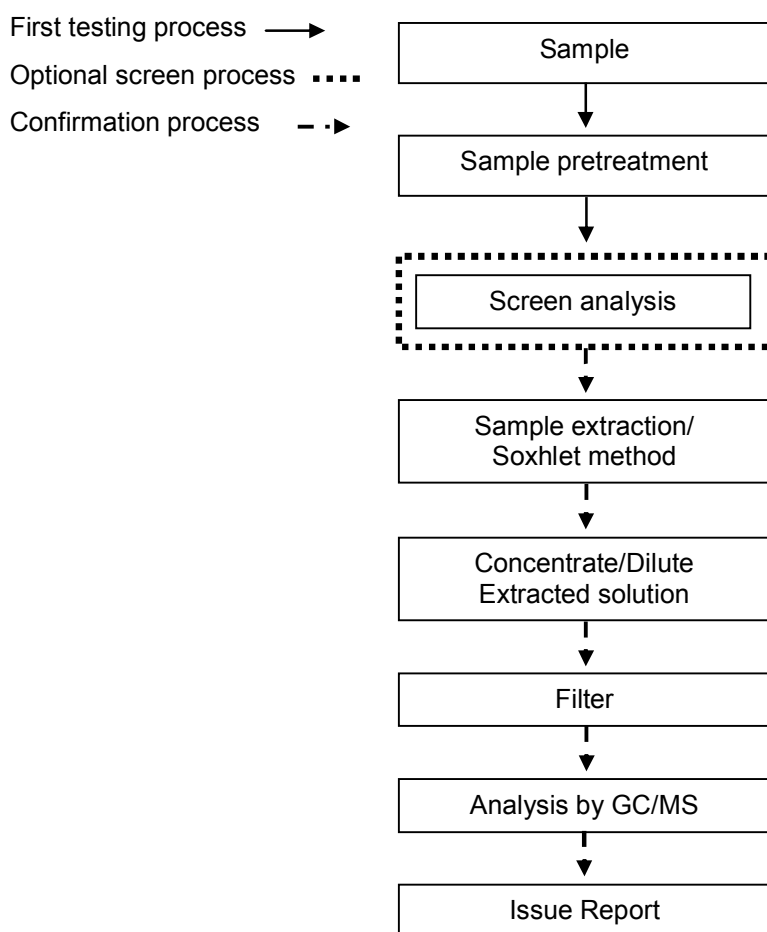 First testing process
Optional screen process
Confirmation process
Sample
Sample pretreatment
Screen analysis
Sample extraction/
Soxhlet method
Concentrate/Dilute
Extracted solution
Filter
Analysis by GC/MS
Issue Report